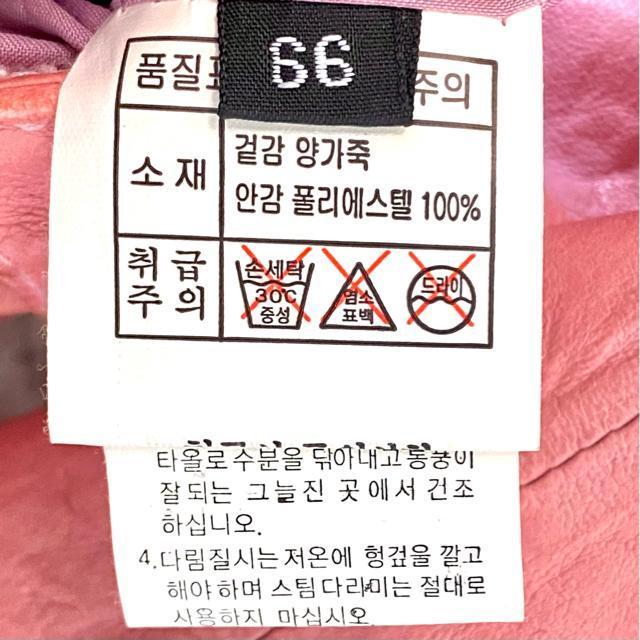 66
품질표 주의
소재
겉감 양가죽
안감 폴리에스텔 100%
취급
주의
손세탁
30C
중성
염소
표백
드라이
타올로 수분을 닦아내고 통풍이
잘 되는 그늘진 곳에서 건조
하십니오.
4.다림질시는 저온에 헝겊을 깔고
해야 하며 스팀다리미는 절대로
사용하지 마십시오.